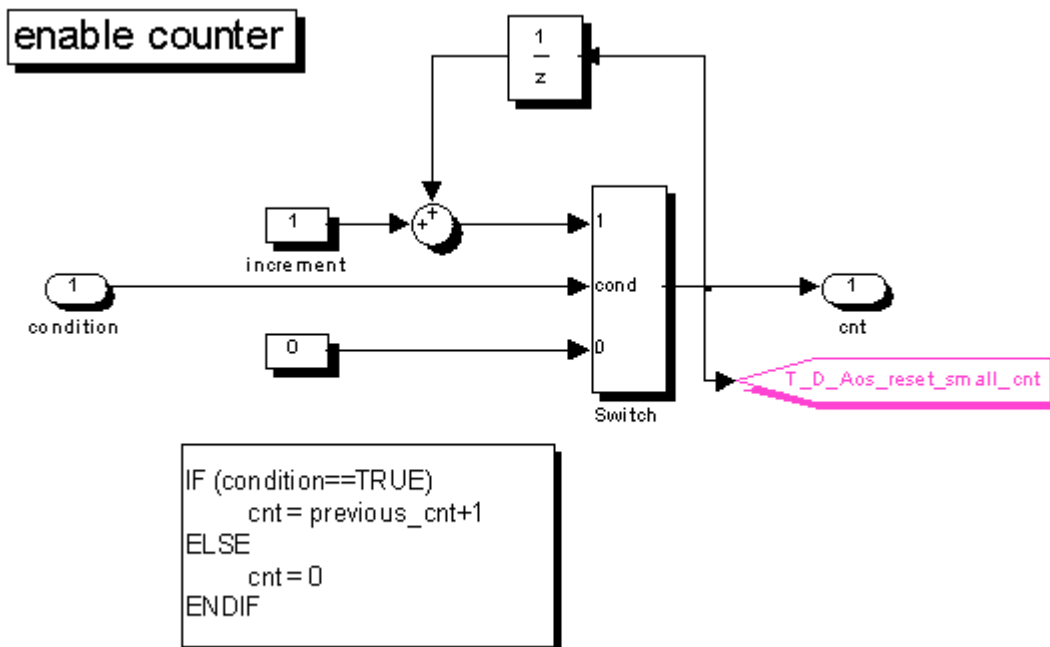 enable counter
1
z
1
increment
1
condition
0
1
cond
0
Switch
1
cnt
T_D_Aos_reset_small_cnt
IF (condition==TRUE)
cnt= previous_cnt+1
ELSE
cnt= 0
ENDIF